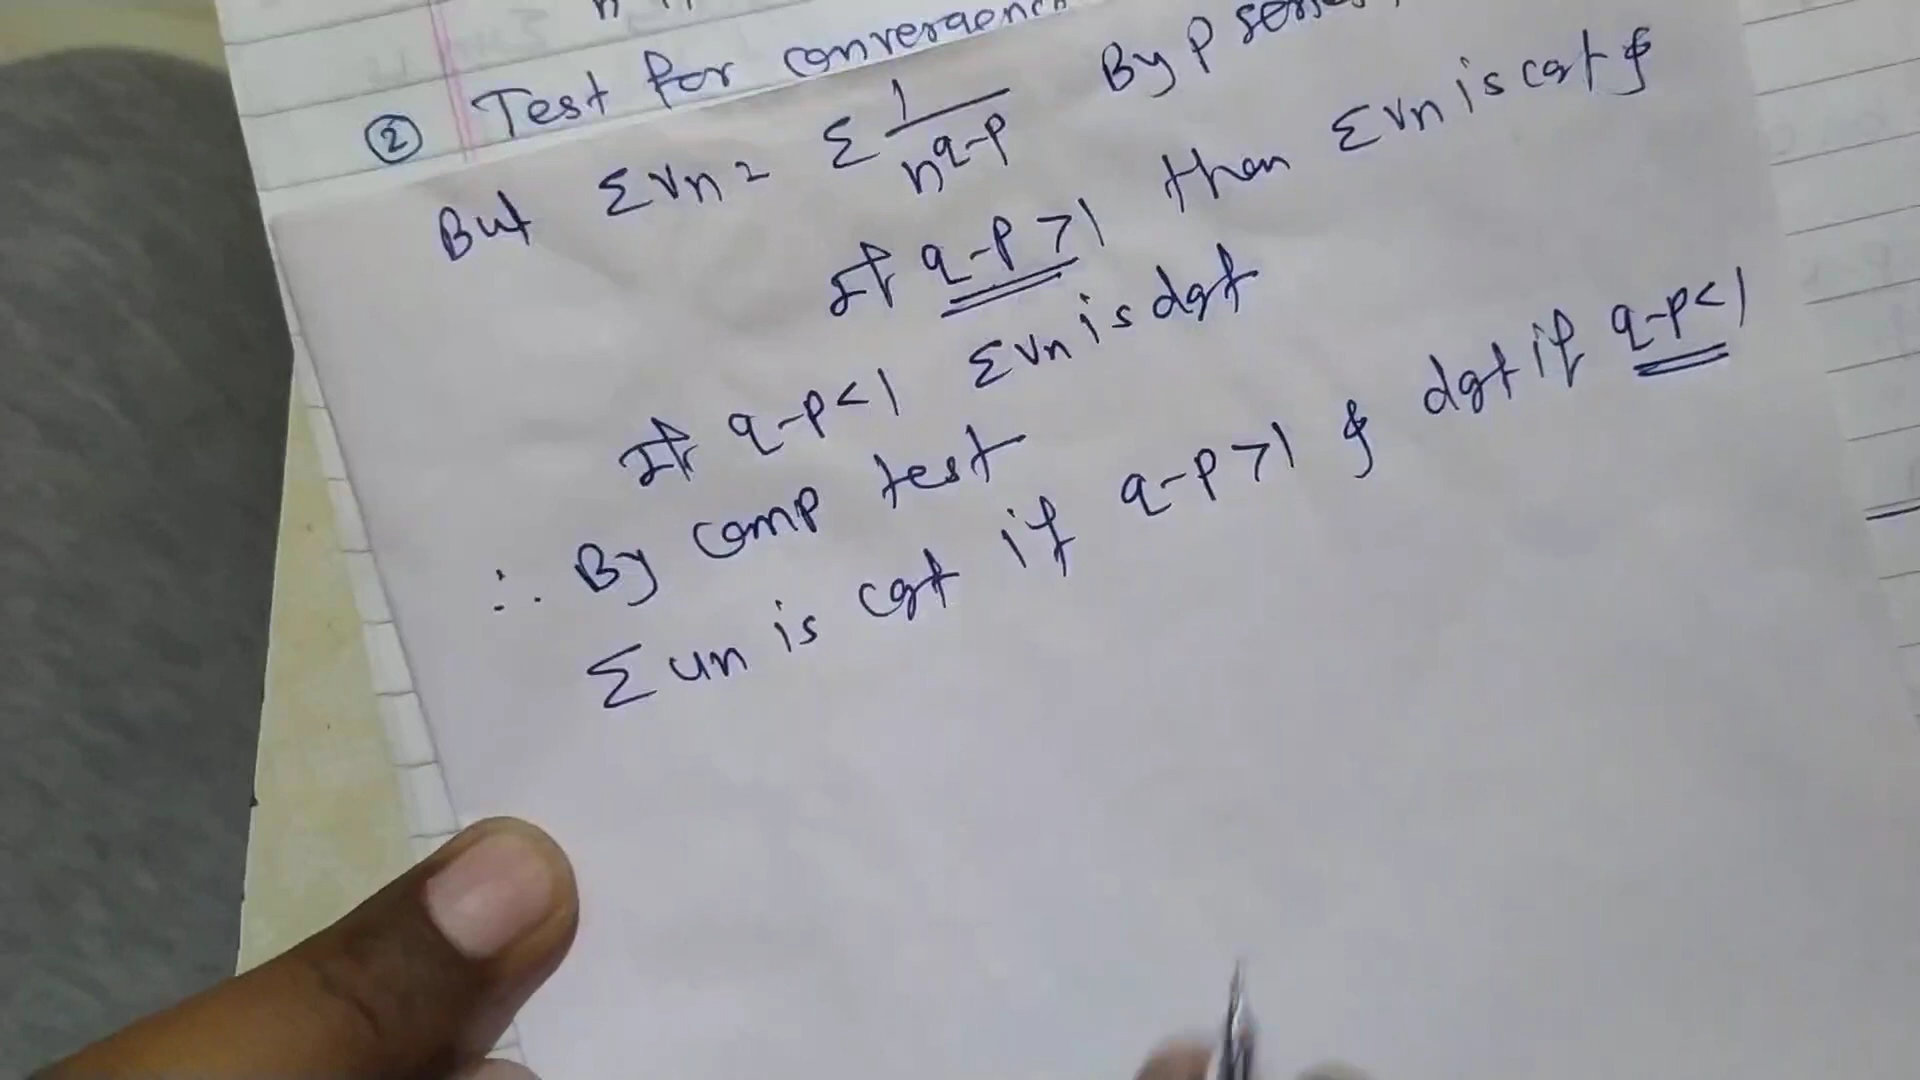 ② Test for convergence
But Σvn = Σ 1/n^q-p By P series
If q-p>1 then Σvn is cgt &
If q-p<1 Σvn is dgt
∴ By comp test
Σun is cgt if q-p>1 & dgt if q-p<1